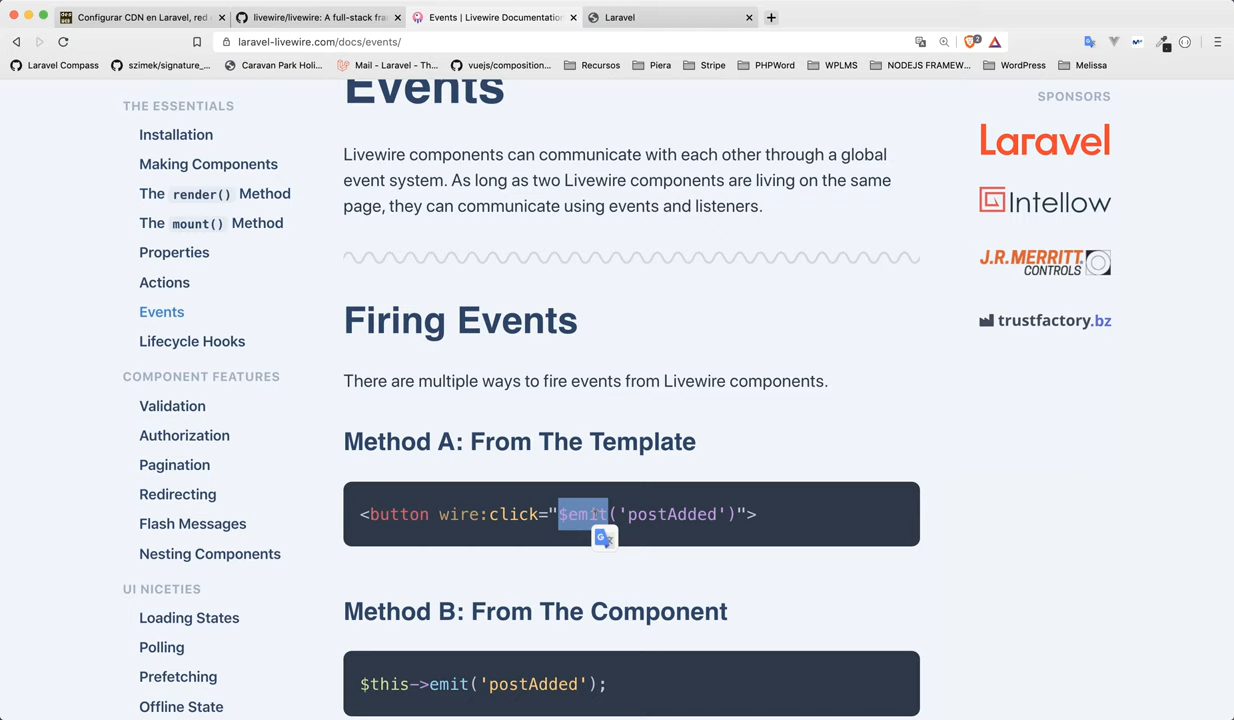 Configurar CDN en Laravel, red
livewire/livewire: A full-stack fra
Events | Livewire Documentatio
Laravel
laravel-livewire.com/docs/events/
2
Laravel Compass
szimek/signature_...
Caravan Park Holi...
Mail - Laravel - Th...
vuejs/composition...
Recursos
Piera
Stripe
PHPWord
WPLMS
NODEJS FRAMEW...
WordPress
Melissa
THE ESSENTIALS
Installation
Making Components
The render() Method
The mount() Method
Properties
Actions
Events
Lifecycle Hooks
COMPONENT FEATURES
Validation
Authorization
Pagination
Redirecting
Flash Messages
Nesting Components
UI NICETIES
Loading States
Polling
Prefetching
Offline State
Events
Livewire components can communicate with each other through a global
event system. As long as two Livewire components are living on the same
page, they can communicate using events and listeners.
Firing Events
There are multiple ways to fire events from Livewire components.
Method A: From The Template
<button wire:click="$emit('postAdded')">
Method B: From The Component
$this->emit('postAdded');
SPONSORS
Laravel
Intellow
J.R.MERRITT
CONTROLS
trustfactory.bz